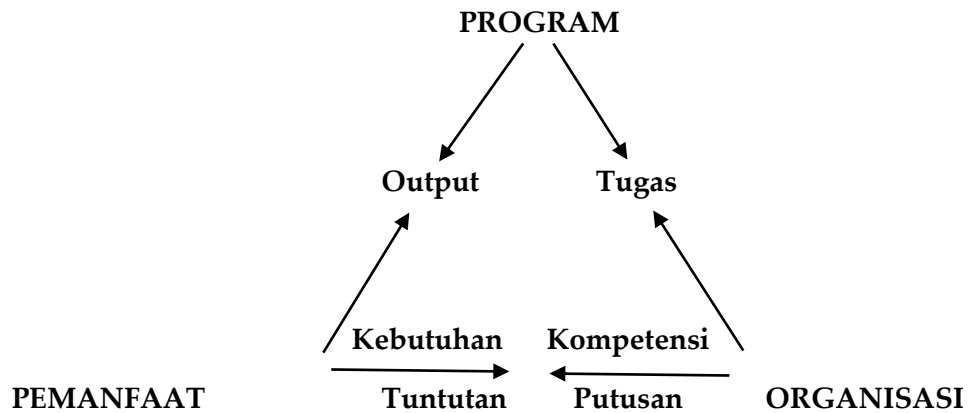 PROGRAM
Output Tugas
Kebutuhan Kompetensi
PEMANFAAT Tuntutan Putusan ORGANISASI